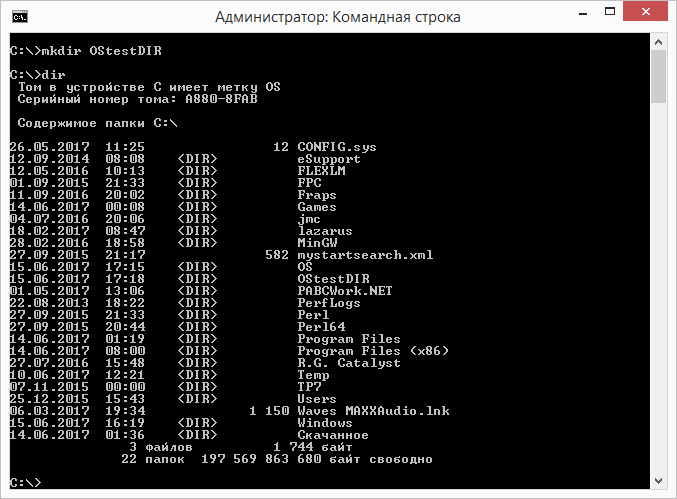 Администратор: Командная строка
C:\>mkdir OStestDIR
C:\>dir
Том в устройстве C имеет метку OS
Серийный номер тома: A880-8FAB
Содержимое папки C:\
26.05.2017 11:25 12 CONFIG.sys
12.09.2014 08:08 <DIR> eSupport
12.05.2016 10:13 <DIR> FLEXLM
01.09.2015 21:33 <DIR> FPC
11.09.2016 20:02 <DIR> Fraps
14.06.2017 00:08 <DIR> Games
04.07.2016 20:06 <DIR> jmc
18.02.2017 08:47 <DIR> lazarus
28.02.2016 18:58 <DIR> MinGW
27.09.2015 21:17 582 mystartsearch.xml
15.06.2017 17:15 <DIR> OS
15.06.2017 17:18 <DIR> OStestDIR
01.05.2017 13:06 <DIR> PABCWork.NET
22.08.2013 18:22 <DIR> PerfLogs
27.09.2015 21:33 <DIR> Perl
27.09.2015 20:44 <DIR> Perl64
14.06.2017 01:19 <DIR> Program Files
14.06.2017 08:00 <DIR> Program Files (x86)
27.07.2016 15:48 <DIR> R.G. Catalyst
10.06.2017 12:21 <DIR> Temp
07.11.2015 00:00 <DIR> TP7
25.12.2015 15:43 <DIR> Users
06.03.2017 19:34 1 150 Waves MAXXAudio.lnk
15.06.2017 16:19 <DIR> Windows
14.06.2017 01:36 <DIR> Скачанное
3 файлов 1 744 байт
22 папок 197 569 863 680 байт свободно
C:\>